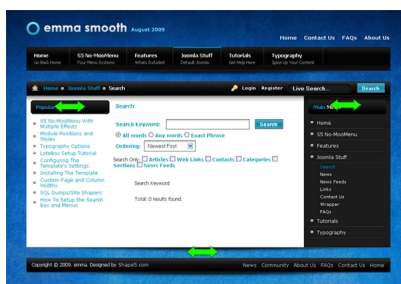 emma smooth August 2009
Home Contact Us FAQs About Us
Home S5 No-MooMenu Features Joomla Stuff Tutorials Typography
Go Back Home Four Menu Systems Whats Included Default Joomla Get Help Here Spice Up Your Content
Home Joomla Stuff Search Login Register Live Search... Search
Popular
S5 No-MooMenu With
Multiple Effects
Module Positions and
Styles
Typography Options
LyteBox Setup Tutorial
Configuring The
Template's Settings
Installing The Template
Custom Page and Column
Widths
SQL Dumps/Site Shapers
How To Setup the Search
Box and Menus
Search
Search Keyword: Search
All words Any words Exact Phrase
Ordering: Newest First
Search Only: Articles Web Links Contacts Categories
Sections News Feeds
Search Keyword
Total: 0 results found.
Main
Home
S5 No-MooMenu
Features
Joomla Stuff
Search
News
News Feeds
Links
Contact Us
Wrapper
FAQs
Tutorials
Typography
Copyright © 2009. emma. Designed by Shape5.com News Community About Us FAQs Contact Us Home